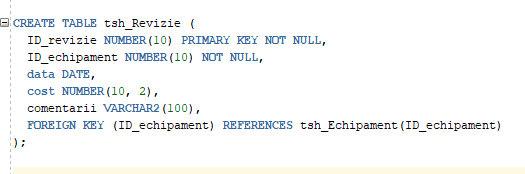 CREATE TABLE tsh_Revizie (
ID_revizie NUMBER(10) PRIMARY KEY NOT NULL,
ID_echipament NUMBER(10) NOT NULL,
data DATE,
cost NUMBER(10, 2),
comentarii VARCHAR2(100),
FOREIGN KEY (ID_echipament) REFERENCES tsh_Echipament(ID_echipament)
);